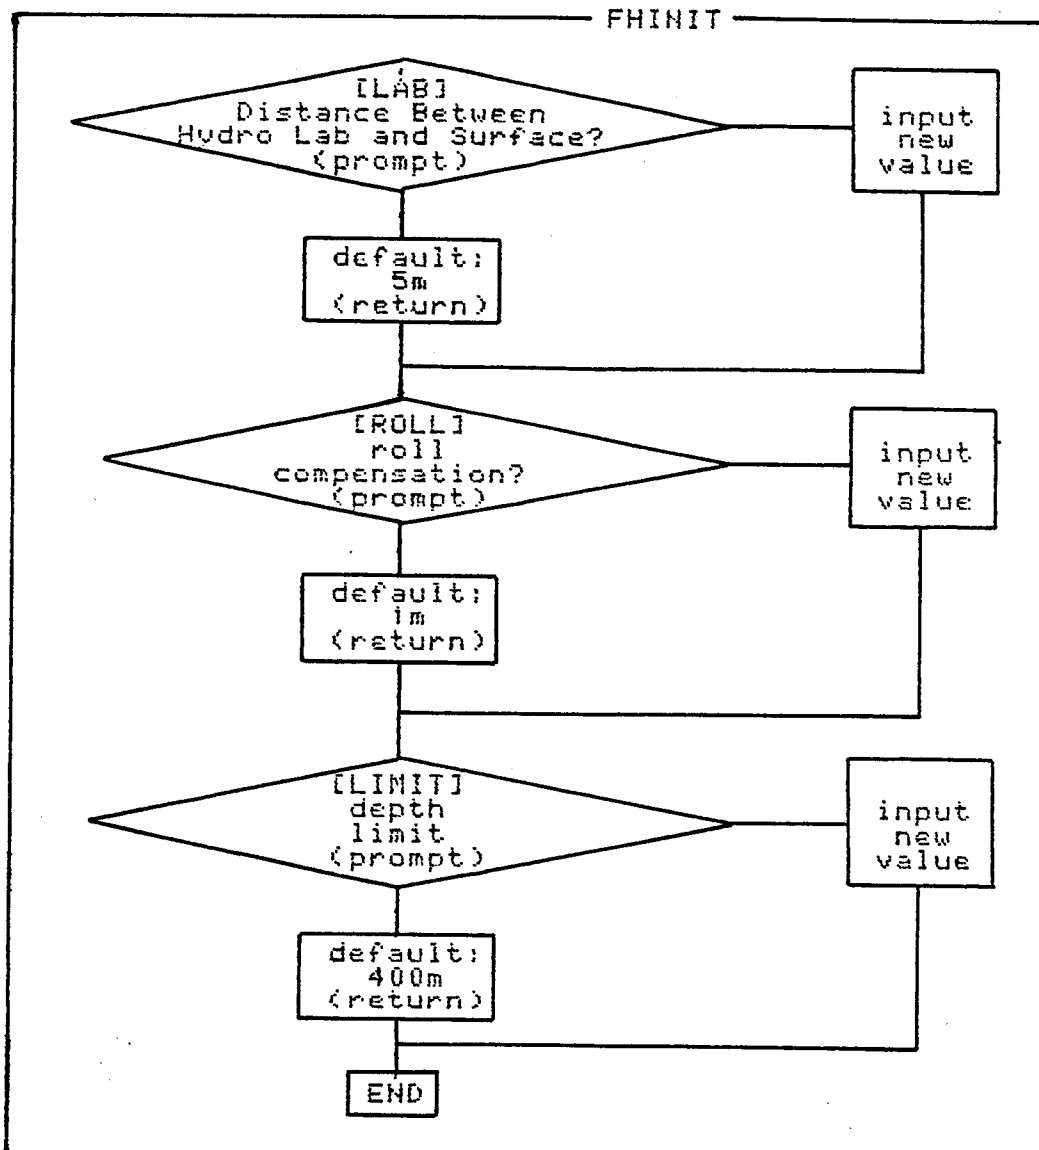 FHINIT
[LAB]
Distance Between
Hydro Lab and Surface?
(prompt)
input
new
value
default:
5m
(return)
[ROLL]
roll
compensation?
(prompt)
input
new
value
default:
1m
(return)
[LIMIT]
depth
limit
(prompt)
input
new
value
default:
400m
(return)
END